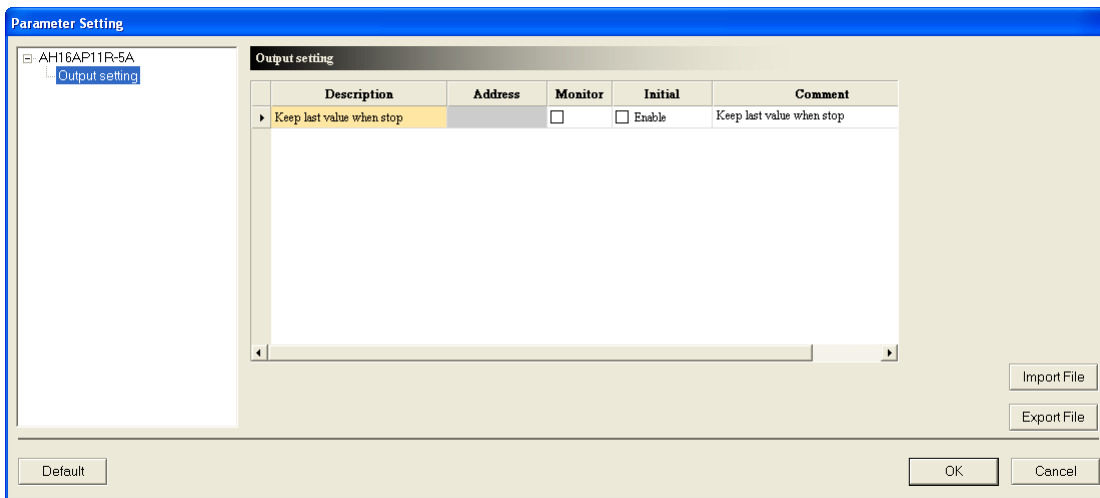 Parameter Setting
AH16AP11R-5A
Output setting
Output setting
Description Address Monitor Initial Comment
Keep last value when stop Enable Keep last value when stop
Import File
Export File
Default OK Cancel